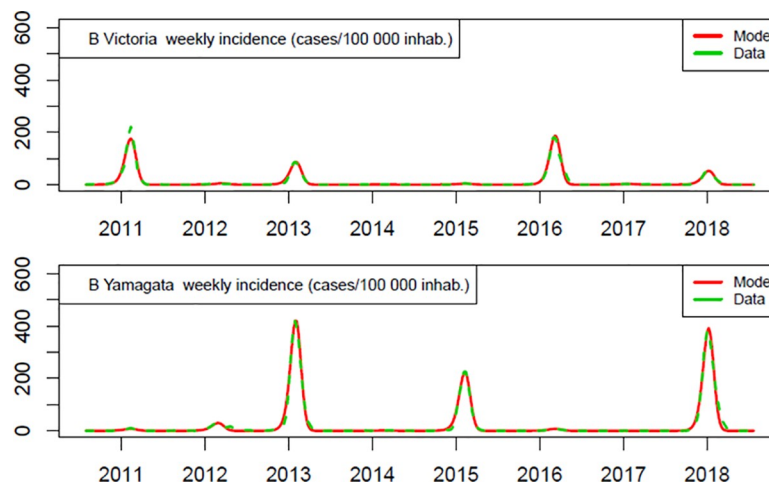 600
400
200
0
B Victoria weekly incidence (cases/100 000 inhab.)
Mode
Data
2011 2012 2013 2014 2015 2016 2017 2018
600
400
200
0
B Yamagata weekly incidence (cases/100 000 inhab.)
Mode
Data
2011 2012 2013 2014 2015 2016 2017 2018